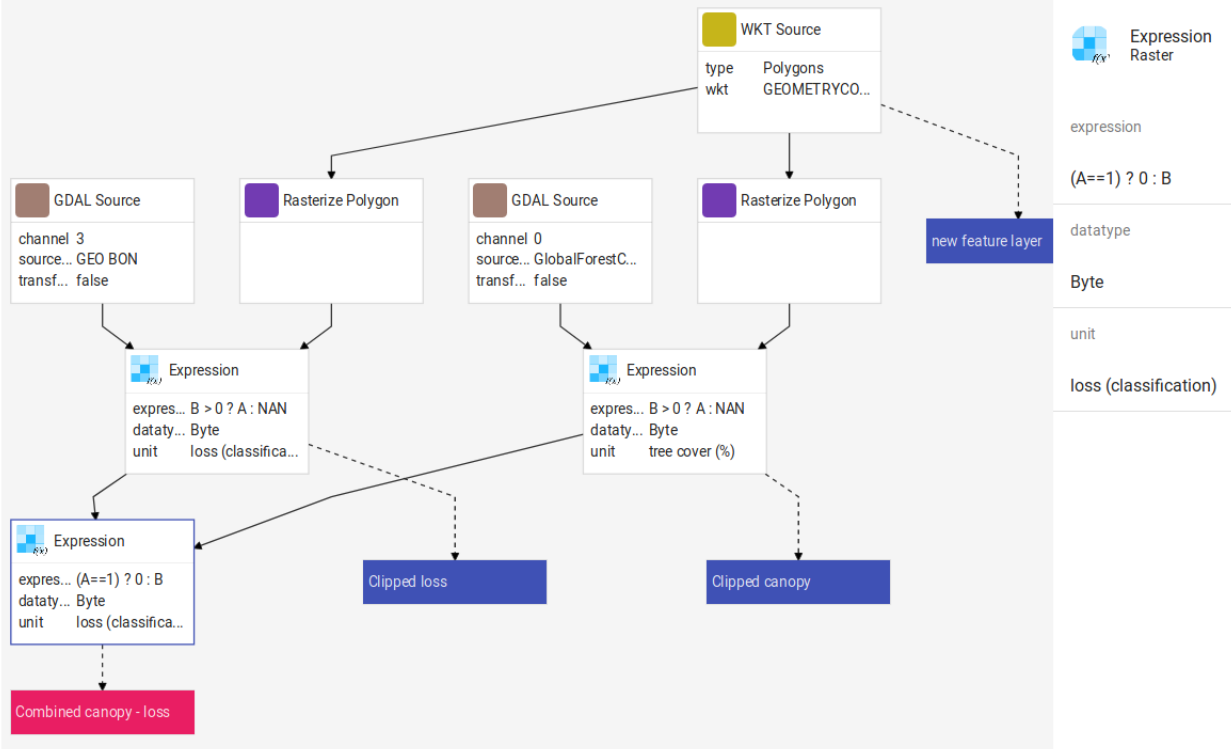 WKT Source
type Polygons
wkt GEOMETRYCO...
GDAL Source
channel 3
source... GEO BON
transf... false
Rasterize Polygon
GDAL Source
channel 0
source... GlobalForestC...
transf... false
Rasterize Polygon
new feature layer
f(x)
Expression
expres... B > 0 ? A : NAN
dataty... Byte
unit loss (classifica...
f(x)
Expression
expres... B > 0 ? A : NAN
dataty... Byte
unit tree cover (%)
f(x)
Expression
expres... (A==1) ? 0 : B
dataty... Byte
unit loss (classifica...
Clipped loss
Clipped canopy
Combined canopy - loss
f(x)
Expression
Raster
expression
(A==1) ? 0 : B
datatype
Byte
unit
loss (classification)